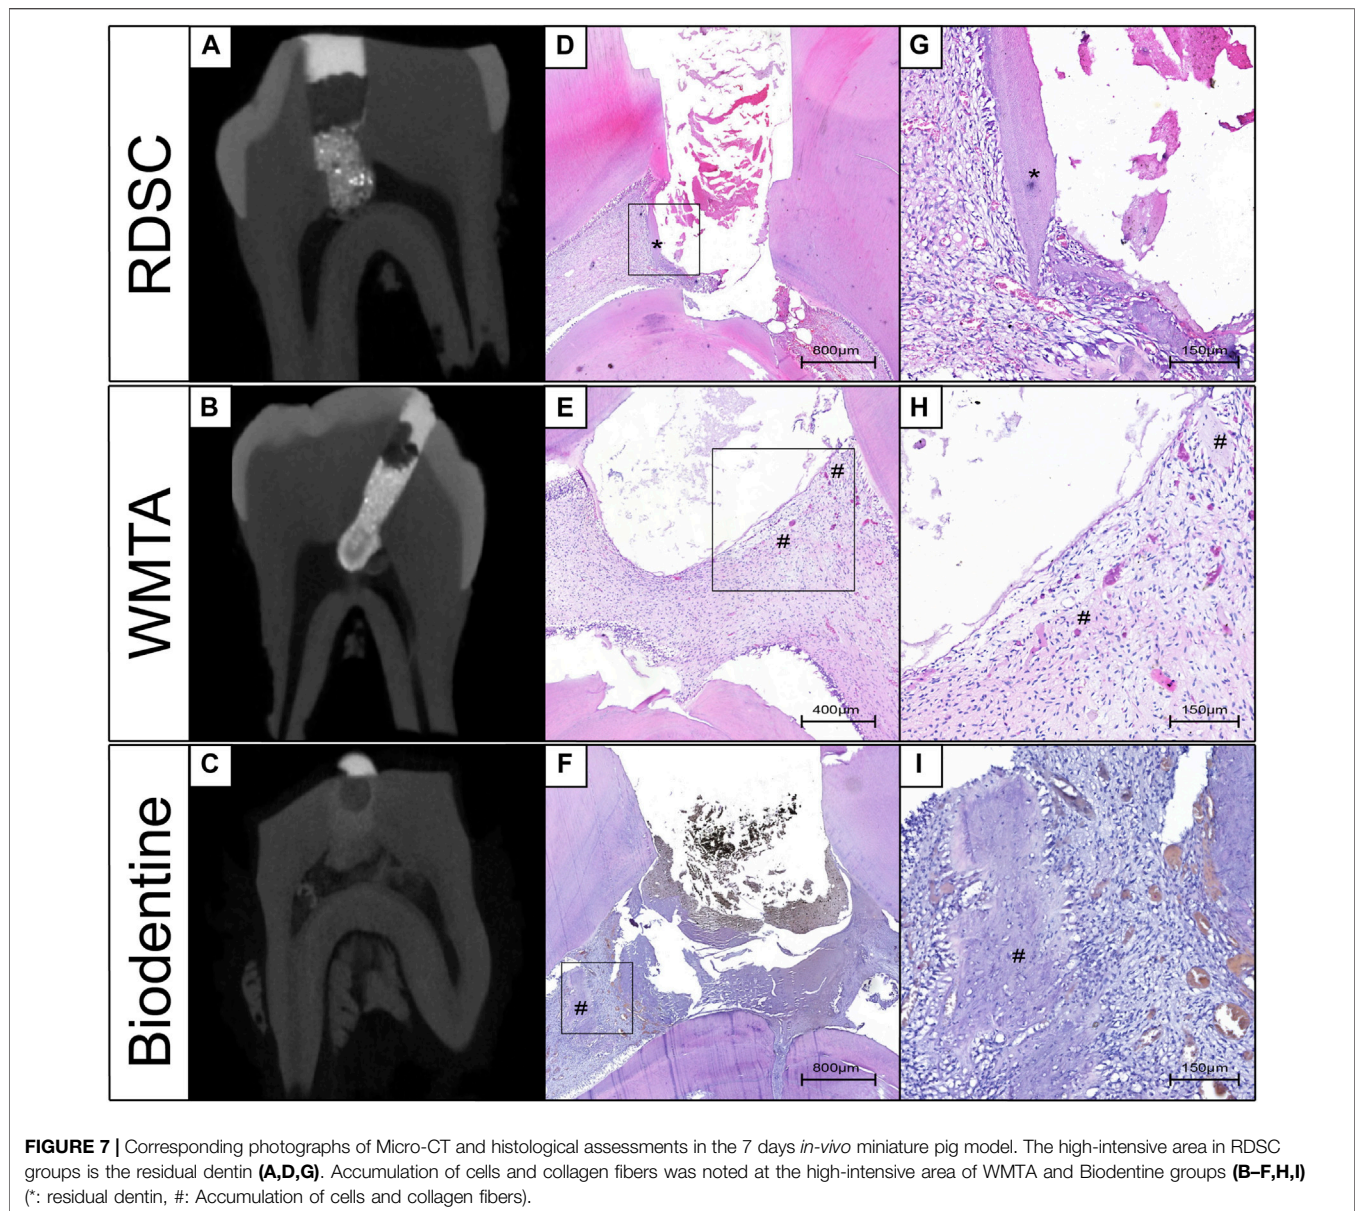 RDSC
A
D
*
800µm
G
*
150µm
WMTA
B
E
#
#
400µm
H
#
#
150µm
Biodentine
C
F
#
800µm
I
#
150µm
FIGURE 7 | Corresponding photographs of Micro-CT and histological assessments in the 7 days in-vivo miniature pig model. The high-intensive area in RDSC
groups is the residual dentin (A,D,G). Accumulation of cells and collagen fibers was noted at the high-intensive area of WMTA and Biodentine groups (B–F,H,I)
(*: residual dentin, #: Accumulation of cells and collagen fibers).